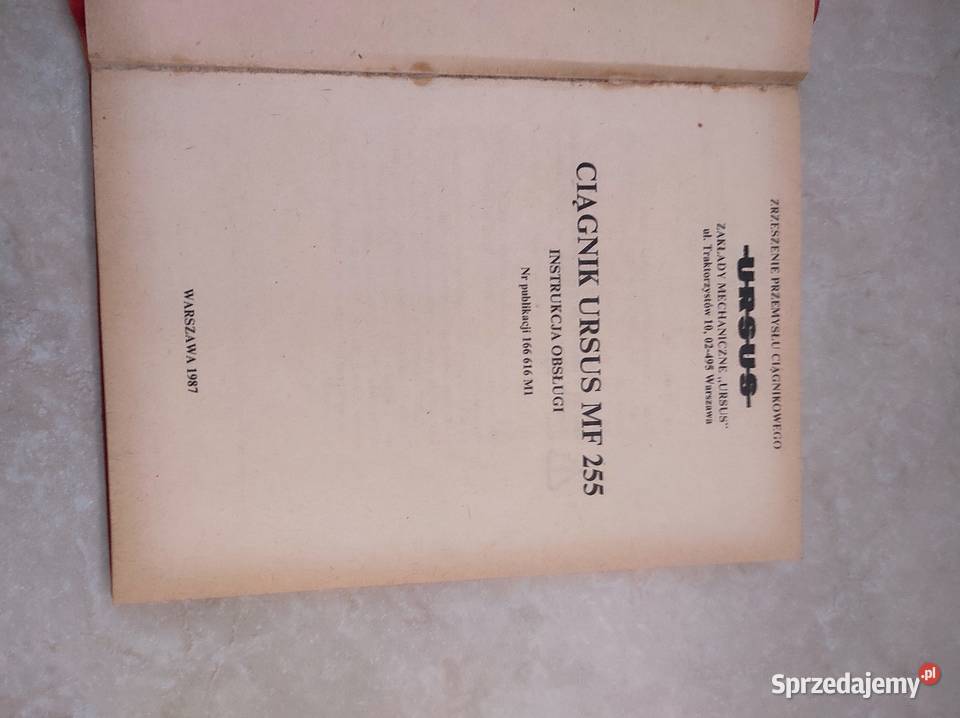 ZRZESZENIE PRZEMYSŁU CIĄGNIKOWEGO
URSUS
ZAKŁADY MECHANICZNE „URSUS"
ul. Traktorzystów 10, 02-495 Warszawa
CIĄGNIK URSUS MF 255
INSTRUKCJA OBSŁUGI
Nr publikacji 166 616 M1
WARSZAWA 1987
Sprzedajemy.pl